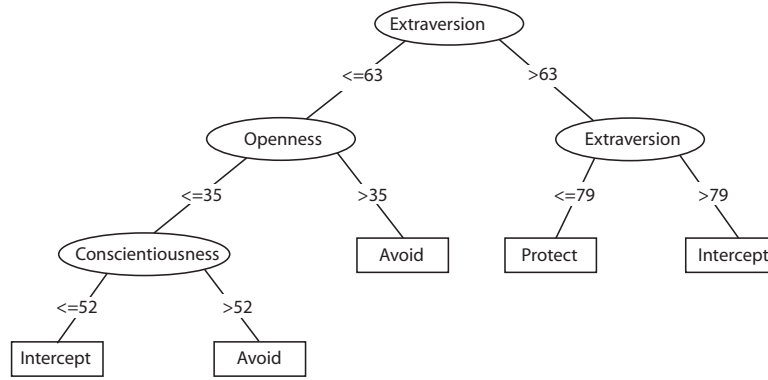 Extraversion
<=63
>63
Openness
Extraversion
<=35
>35
<=79
>79
Conscientiousness
Avoid
Protect
Intercept
<=52
>52
Intercept
Avoid